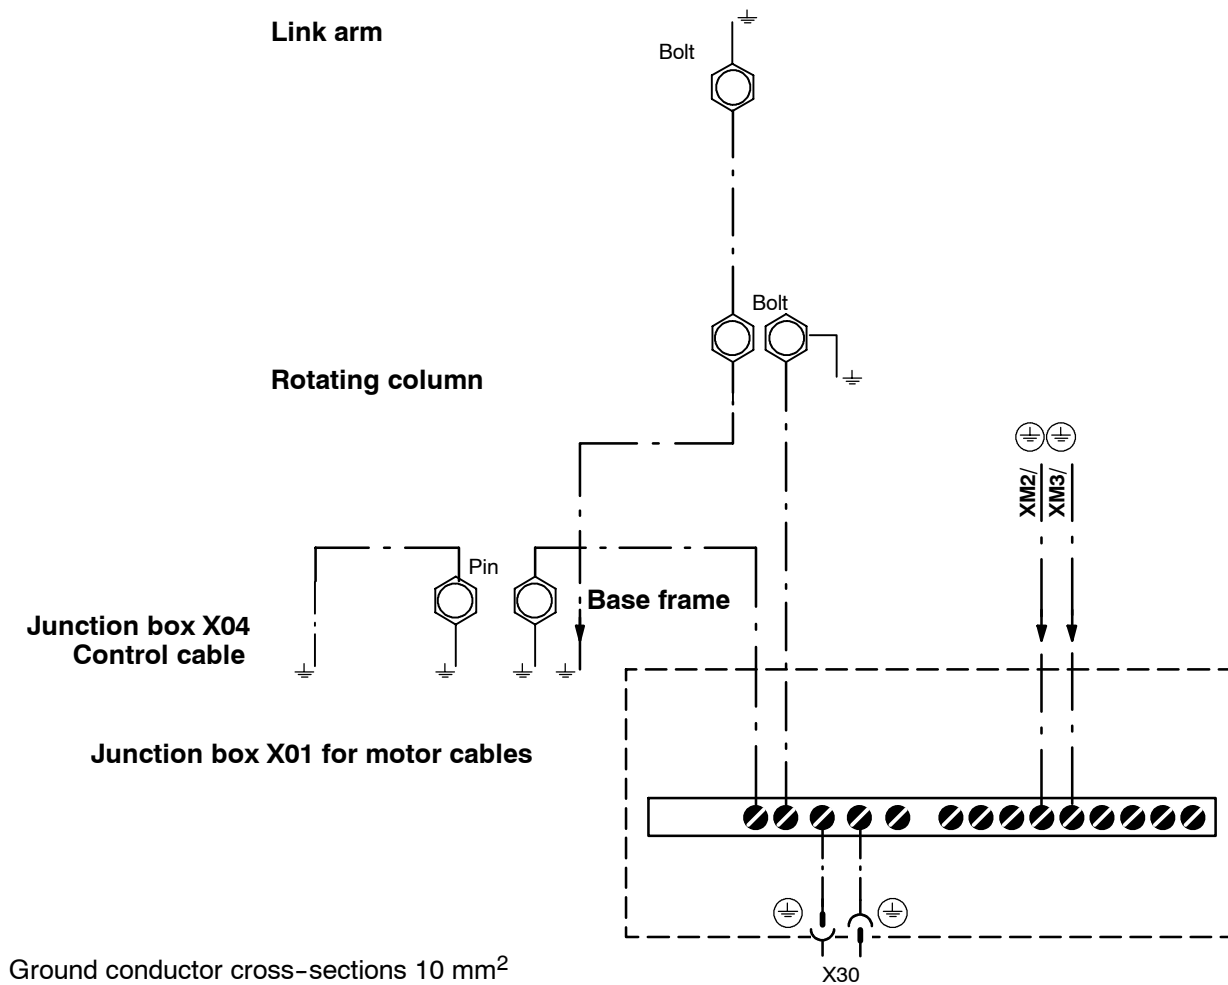 Link arm
Bolt
Bolt
Rotating column
XM2/
XM3/
Pin
Base frame
Junction box X04
Control cable
Junction box X01 for motor cables
X30
Ground conductor cross-sections 10 mm²